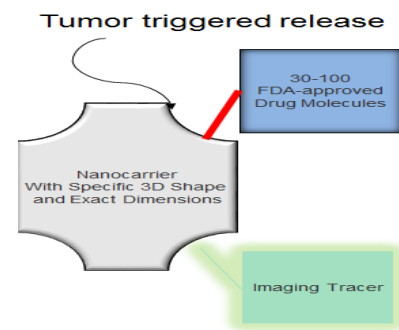 Tumor triggered release
30-100
FDA-approved
Drug Molecules
Nanocarrier
With Specific 3D Shape
and Exact Dimensions
Imaging Tracer